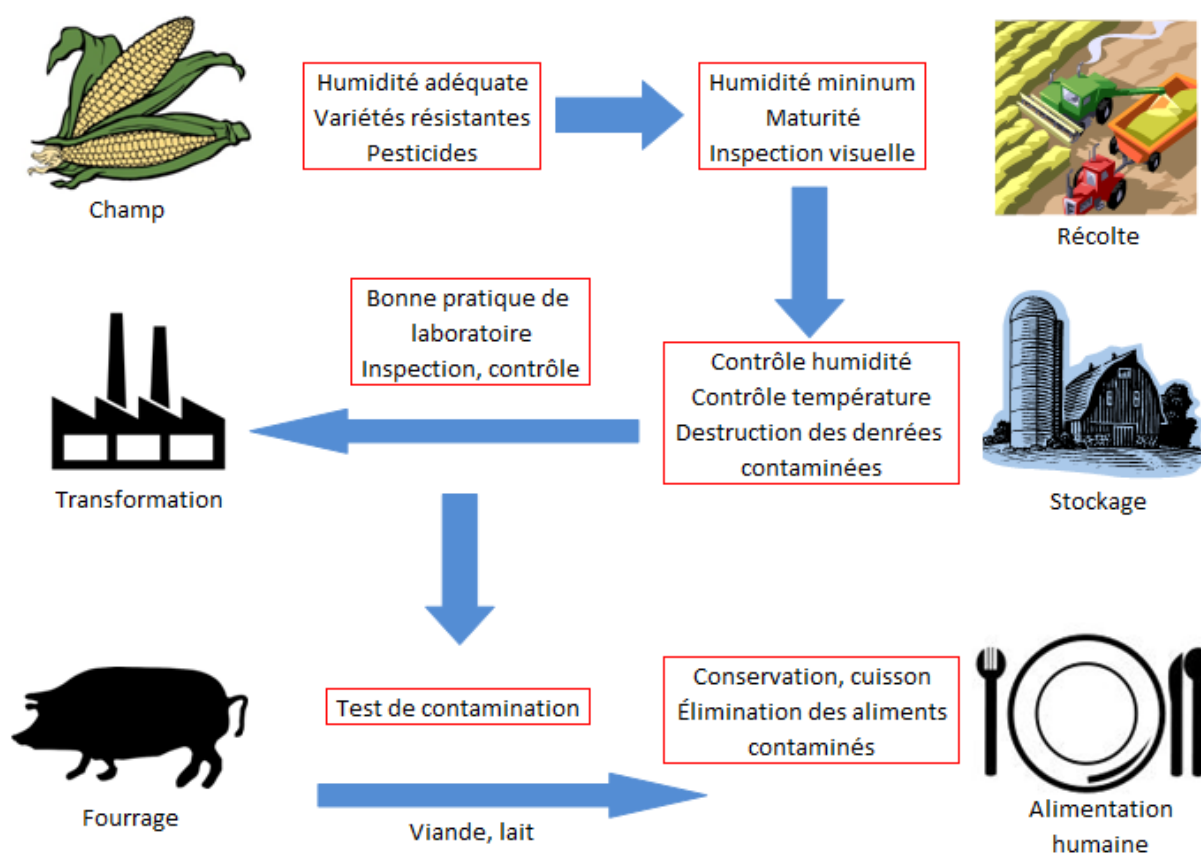 Humidité adéquate
Variétés résistantes
Pesticides
Humidité mininum
Maturité
Inspection visuelle
Champ
Récolte
Bonne pratique de
laboratoire
Inspection, contrôle
Contrôle humidité
Contrôle température
Destruction des denrées
contaminées
Transformation
Stockage
Test de contamination
Conservation, cuisson
Élimination des aliments
contaminés
Fourrage
Viande, lait
Alimentation
humaine